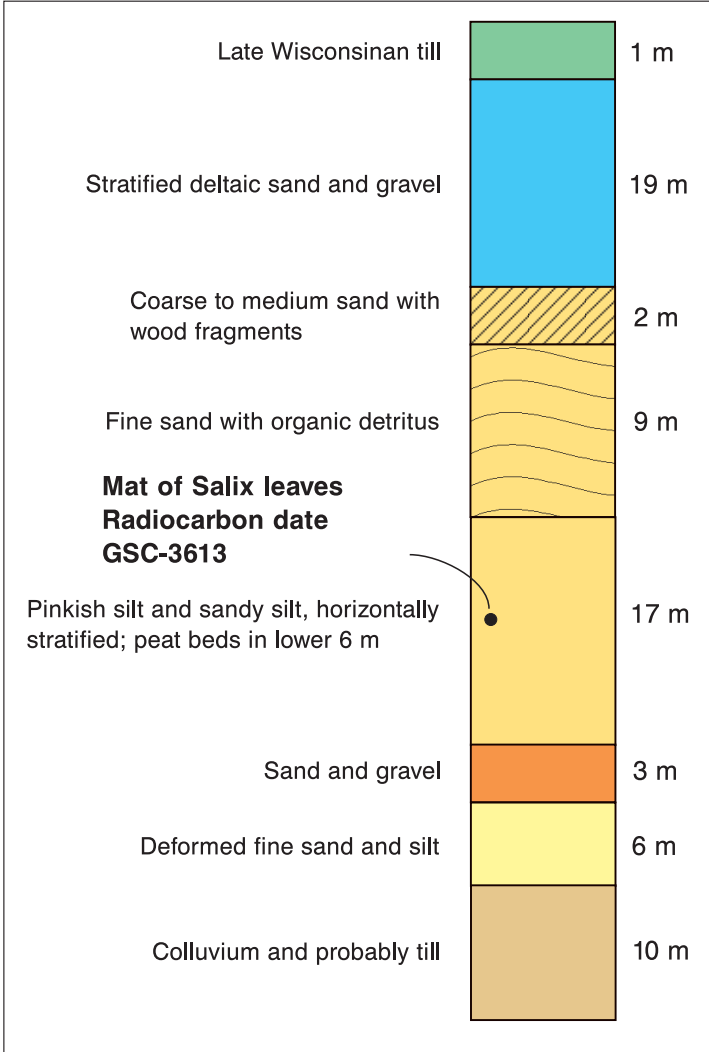 Late Wisconsinan till
1 m
Stratified deltaic sand and gravel
19 m
Coarse to medium sand with
wood fragments
2 m
Fine sand with organic detritus
9 m
Mat of Salix leaves
Radiocarbon date
GSC-3613
Pinkish silt and sandy silt, horizontally
stratified; peat beds in lower 6 m
17 m
Sand and gravel
3 m
Deformed fine sand and silt
6 m
Colluvium and probably till
10 m